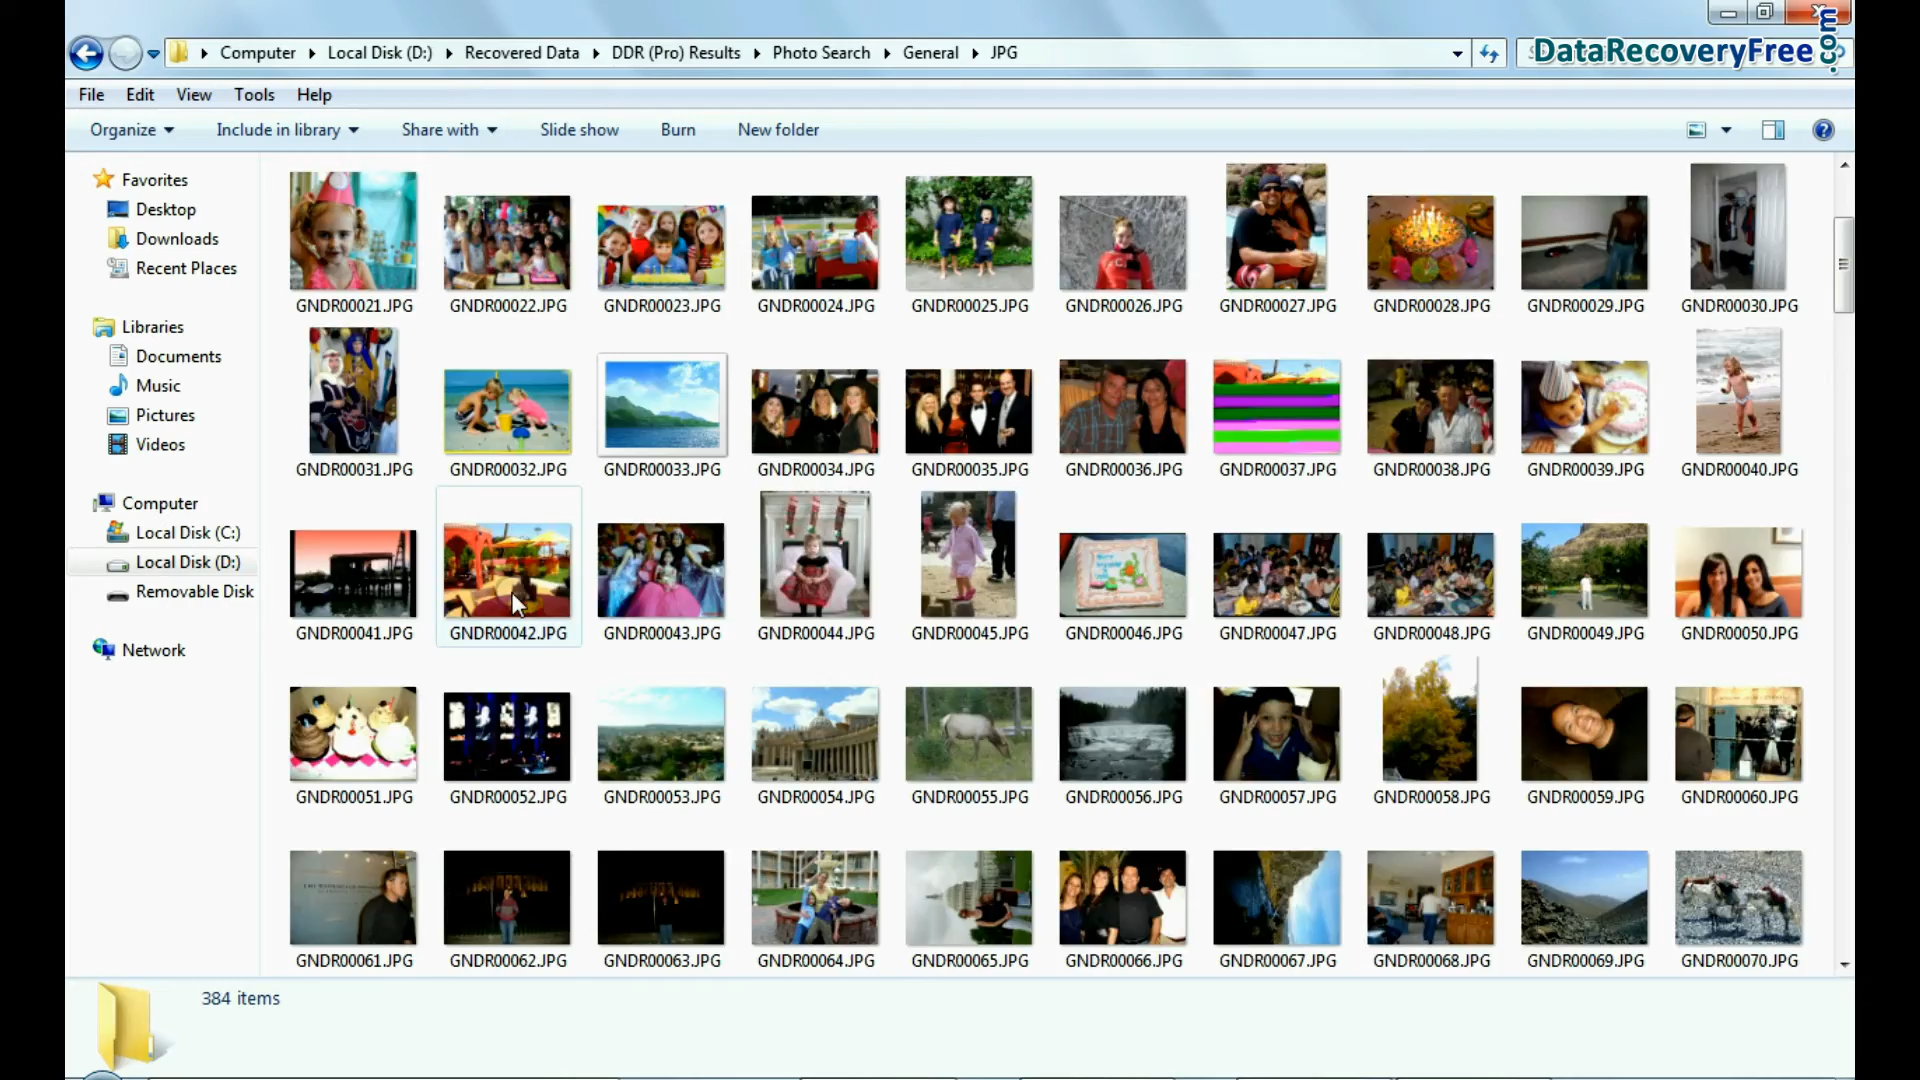 Computer Local Disk (D:) Recovered Data DDR (Pro) Results Photo Search General JPG
DataRecoveryFree.com
File Edit View Tools Help
Organize Include in library Share with Slide show Burn New folder
Favorites
Desktop
Downloads
Recent Places
Libraries
Documents
Music
Pictures
Videos
Computer
Local Disk (C:)
Local Disk (D:)
Removable Disk
Network
GNDR00021.JPG GNDR00022.JPG GNDR00023.JPG GNDR00024.JPG GNDR00025.JPG GNDR00026.JPG GNDR00027.JPG GNDR00028.JPG GNDR00029.JPG GNDR00030.JPG
GNDR00031.JPG GNDR00032.JPG GNDR00033.JPG GNDR00034.JPG GNDR00035.JPG GNDR00036.JPG GNDR00037.JPG GNDR00038.JPG GNDR00039.JPG GNDR00040.JPG
GNDR00041.JPG GNDR00042.JPG GNDR00043.JPG GNDR00044.JPG GNDR00045.JPG GNDR00046.JPG GNDR00047.JPG GNDR00048.JPG GNDR00049.JPG GNDR00050.JPG
GNDR00051.JPG GNDR00052.JPG GNDR00053.JPG GNDR00054.JPG GNDR00055.JPG GNDR00056.JPG GNDR00057.JPG GNDR00058.JPG GNDR00059.JPG GNDR00060.JPG
GNDR00061.JPG GNDR00062.JPG GNDR00063.JPG GNDR00064.JPG GNDR00065.JPG GNDR00066.JPG GNDR00067.JPG GNDR00068.JPG GNDR00069.JPG GNDR00070.JPG
384 items